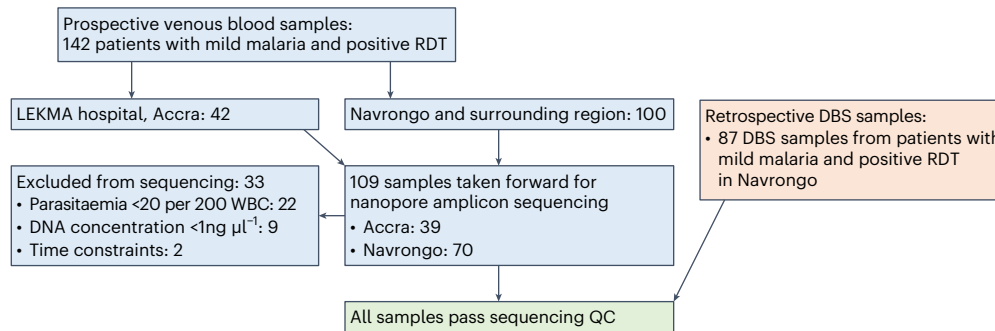 Prospective venous blood samples:
142 patients with mild malaria and positive RDT
LEKMA hospital, Accra: 42
Navrongo and surrounding region: 100
Retrospective DBS samples:
• 87 DBS samples from patients with
mild malaria and positive RDT
in Navrongo
Excluded from sequencing: 33
• Parasitaemia <20 per 200 WBC: 22
• DNA concentration <1ng µl⁻¹: 9
• Time constraints: 2
109 samples taken forward for
nanopore amplicon sequencing
• Accra: 39
• Navrongo: 70
All samples pass sequencing QC